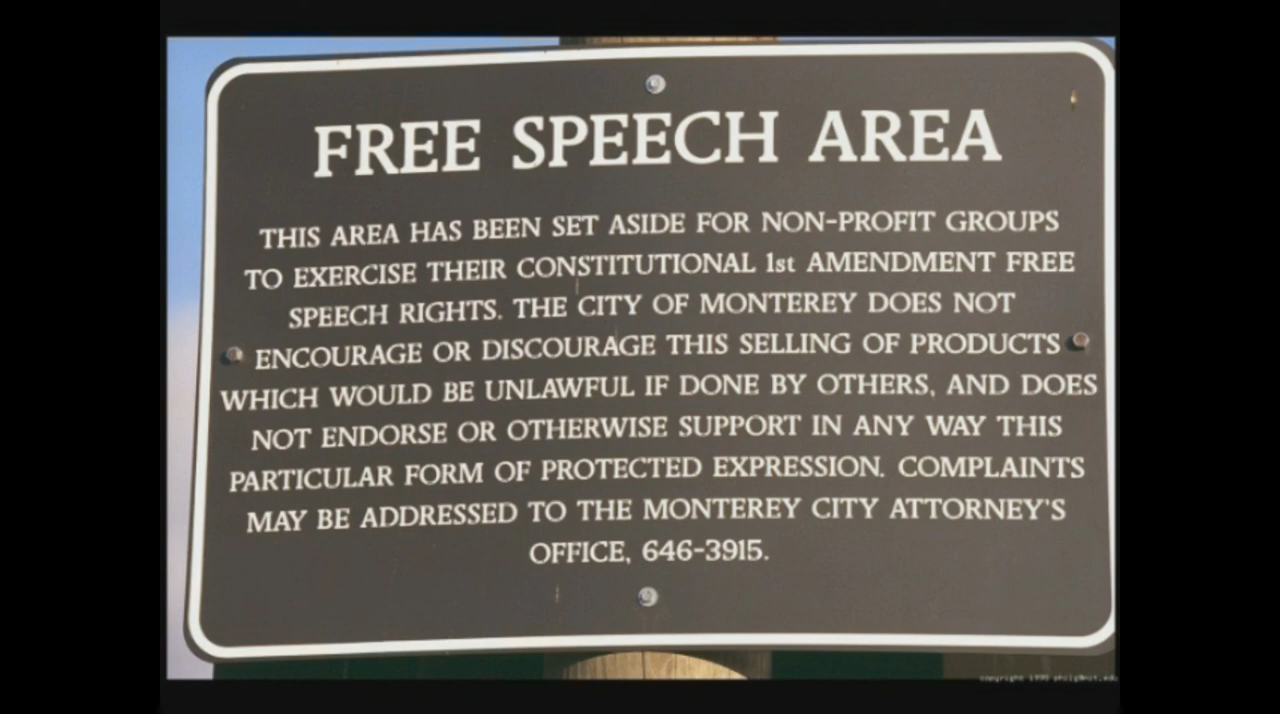 FREE SPEECH AREA
THIS AREA HAS BEEN SET ASIDE FOR NON-PROFIT GROUPS
TO EXERCISE THEIR CONSTITUTIONAL 1st AMENDMENT FREE
SPEECH RIGHTS. THE CITY OF MONTEREY DOES NOT
ENCOURAGE OR DISCOURAGE THIS SELLING OF PRODUCTS
WHICH WOULD BE UNLAWFUL IF DONE BY OTHERS, AND DOES
NOT ENDORSE OR OTHERWISE SUPPORT IN ANY WAY THIS
PARTICULAR FORM OF PROTECTED EXPRESSION. COMPLAINTS
MAY BE ADDRESSED TO THE MONTEREY CITY ATTORNEY'S
OFFICE, 646-3915.
copyright